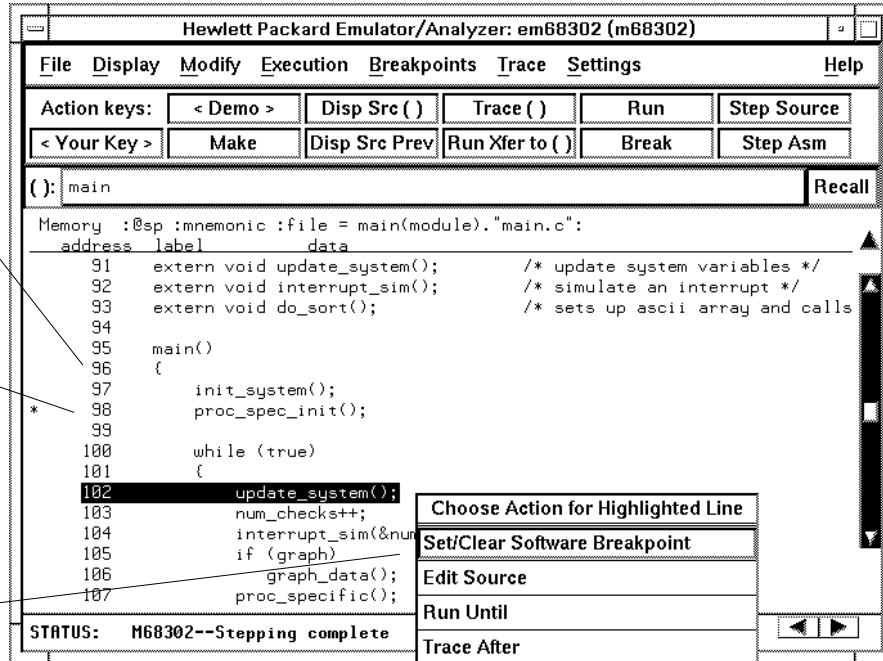 Hewlett Packard Emulator/Analyzer: em68302 (m68302)
File Display Modify Execution Breakpoints Trace Settings Help
Action keys: < Demo > Disp Src ( ) Trace ( ) Run Step Source
< Your Key > Make Disp Src Prev Run Xfer to ( ) Break Step Asm
( ): main Recall
Memory :@sp :mnemonic :file = main(module)."main.c":
address label data
91 extern void update_system(); /* update system variables */
92 extern void interrupt_sim(); /* simulate an interrupt */
93 extern void do_sort(); /* sets up ascii array and calls
94
95 main()
96 {
97 init_system();
* 98 proc_spec_init();
99
100 while (true)
101 {
102 update_system();
103 num_checks++;
104 interrupt_sim(&num
105 if (graph)
106 graph_data();
107 proc_specific();
Choose Action for Highlighted Line
Set/Clear Software Breakpoint
Edit Source
Run Until
Trace After
STATUS: M68302--Stepping complete